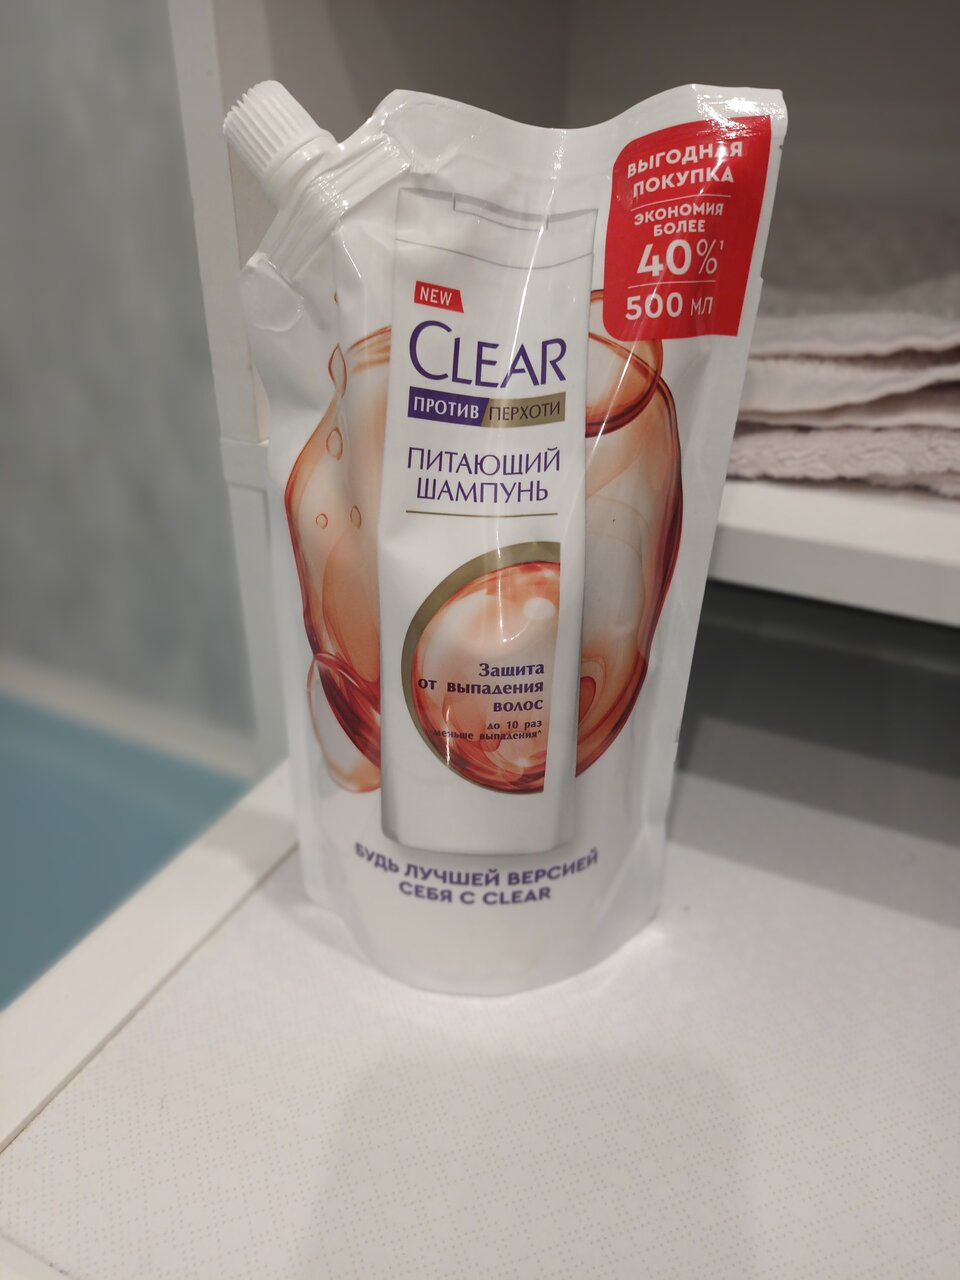 ВЫГОДНАЯ
ПОКУПКА
ЭКОНОМИЯ
БОЛЕЕ
40%¹
500 МЛ
NEW
CLEAR
ПРОТИВ ПЕРХОТИ
ПИТАЮЩИЙ
ШАМПУНЬ
Защита
от выпадения
волос
до 10 раз
меньше выпадения^
БУДЬ ЛУЧШЕЙ ВЕРСИЕЙ
СЕБЯ С CLEAR